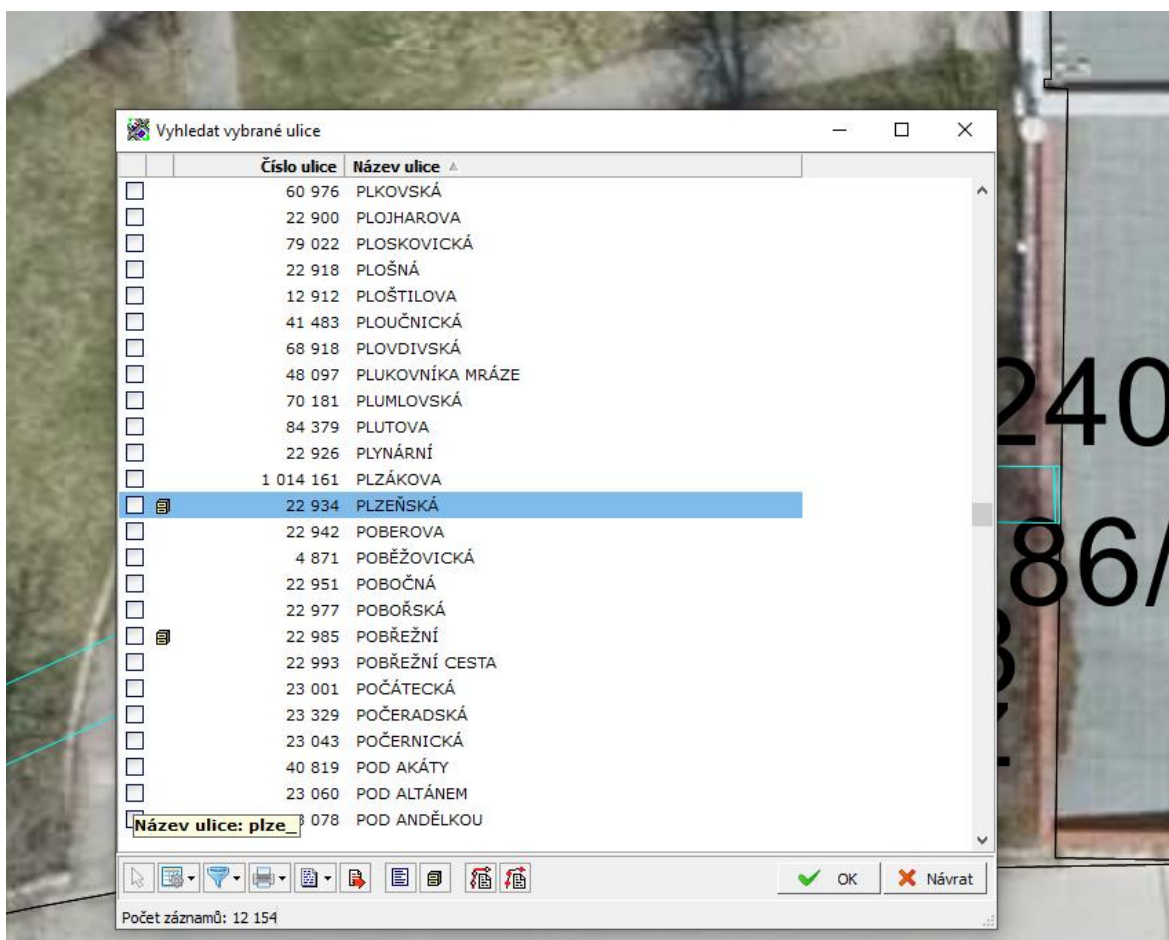 Vyhledat vybrané ulice
Číslo ulice Název ulice
60 976 PLKOVSKÁ
22 900 PLOJHAROVA
79 022 PLOSKOVICKÁ
22 918 PLOŠNÁ
12 912 PLOŠTILOVA
41 483 PLOUČNICKÁ
68 918 PLOVDIVSKÁ
48 097 PLUKOVNÍKA MRÁZE
70 181 PLUMLOVSKÁ
84 379 PLUTOVA
22 926 PLYNÁRNÍ
1 014 161 PLZÁKOVA
22 934 PLZEŇSKÁ
22 942 POBEROVA
4 871 POBĚŽOVICKÁ
22 951 POBOČNÁ
22 977 POBOŘSKÁ
22 985 POBŘEŽNÍ
22 993 POBŘEŽNÍ CESTA
23 001 POČÁTECKÁ
23 329 POČERADSKÁ
23 043 POČERNICKÁ
40 819 POD AKÁTY
23 060 POD ALTÁNEM
078 POD ANDĚLKOU
Název ulice: plze_
OK Návrat
Počet záznamů: 12 154
240
86/